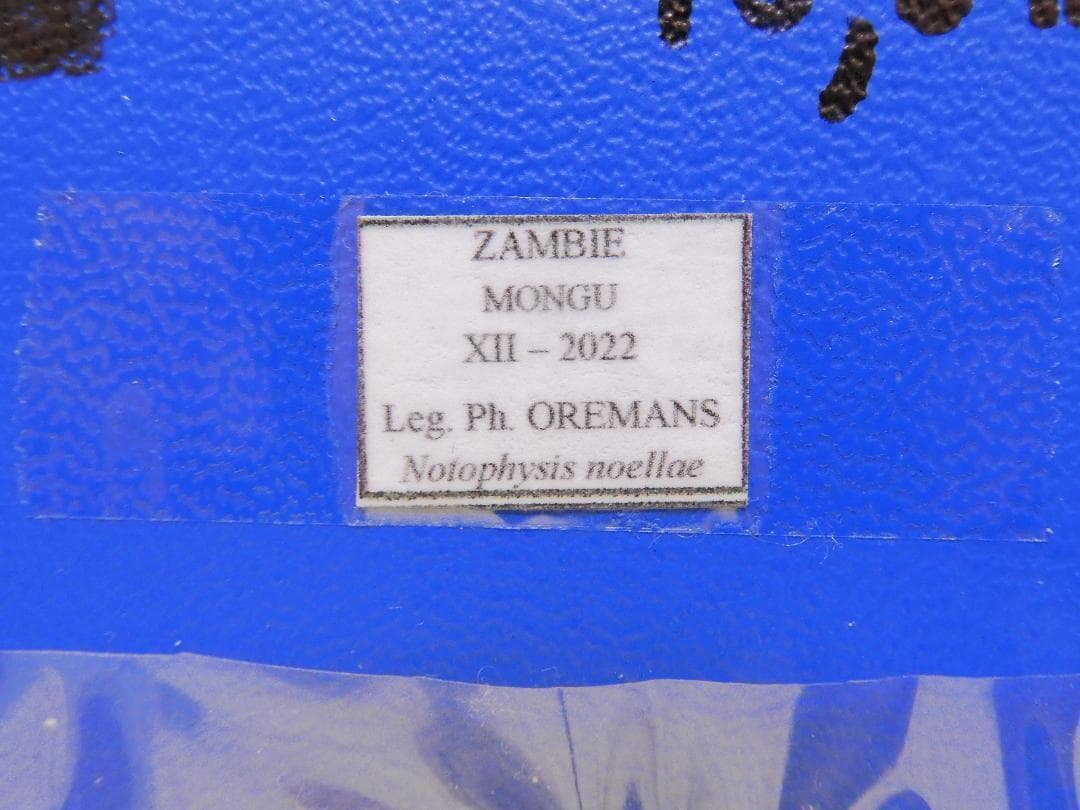 ZAMBIE
MONGU
XII – 2022
Leg. Ph. OREMANS
Notophysis noellae